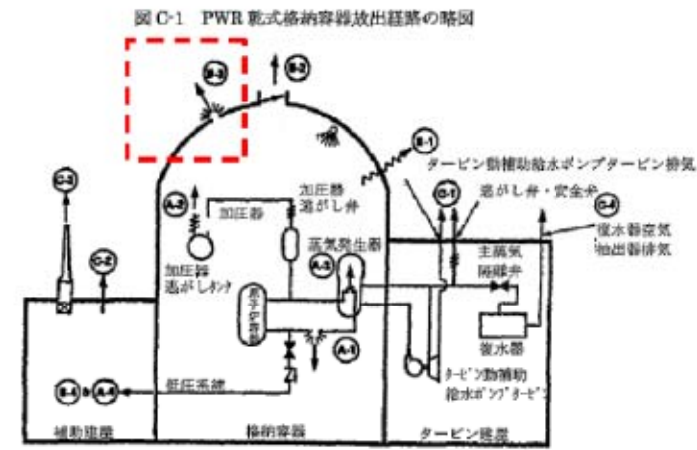 図 C-1 PWR 乾式格納容器放出経路の略図
B-3
B-2
B-1
タービン動補助給水ポンプタービン排気
C-3
C-1
逃がし弁・安全弁
C-4
A-2
加圧器
加圧器
逃がし弁
復水器空気
抽出器排気
C-2
蒸気発生器
主蒸気
隔離弁
加圧器
逃がしタンク
A-3
原子炉容器
A-1
復水器
B-4
A-4
低圧系統
タービン動補助
給水ポンプタービン
補助建屋
格納容器
タービン建屋